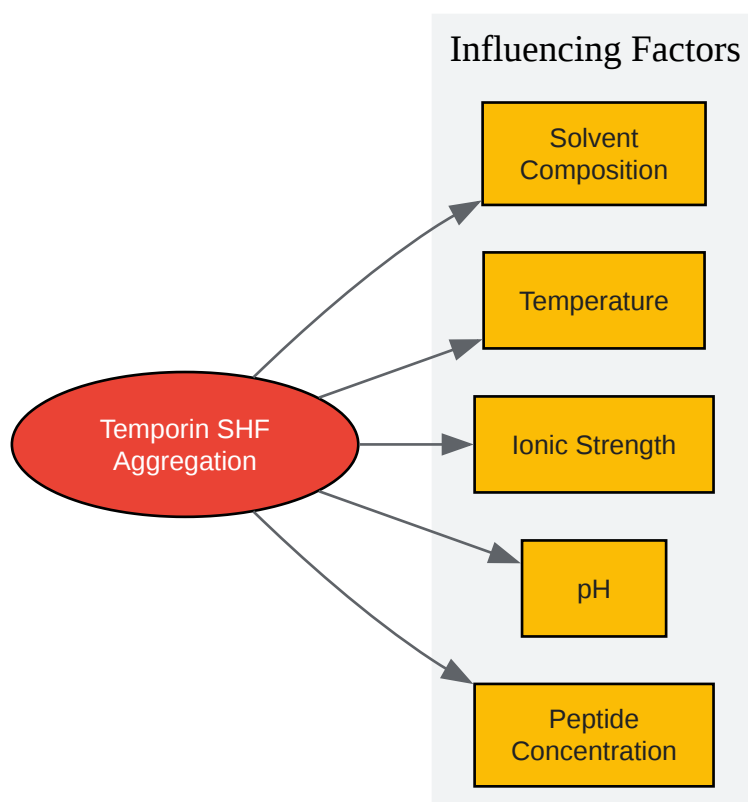 Influencing Factors
Solvent
Composition
Temperature
Temporin SHF
Aggregation
Ionic Strength
pH
Peptide
Concentration